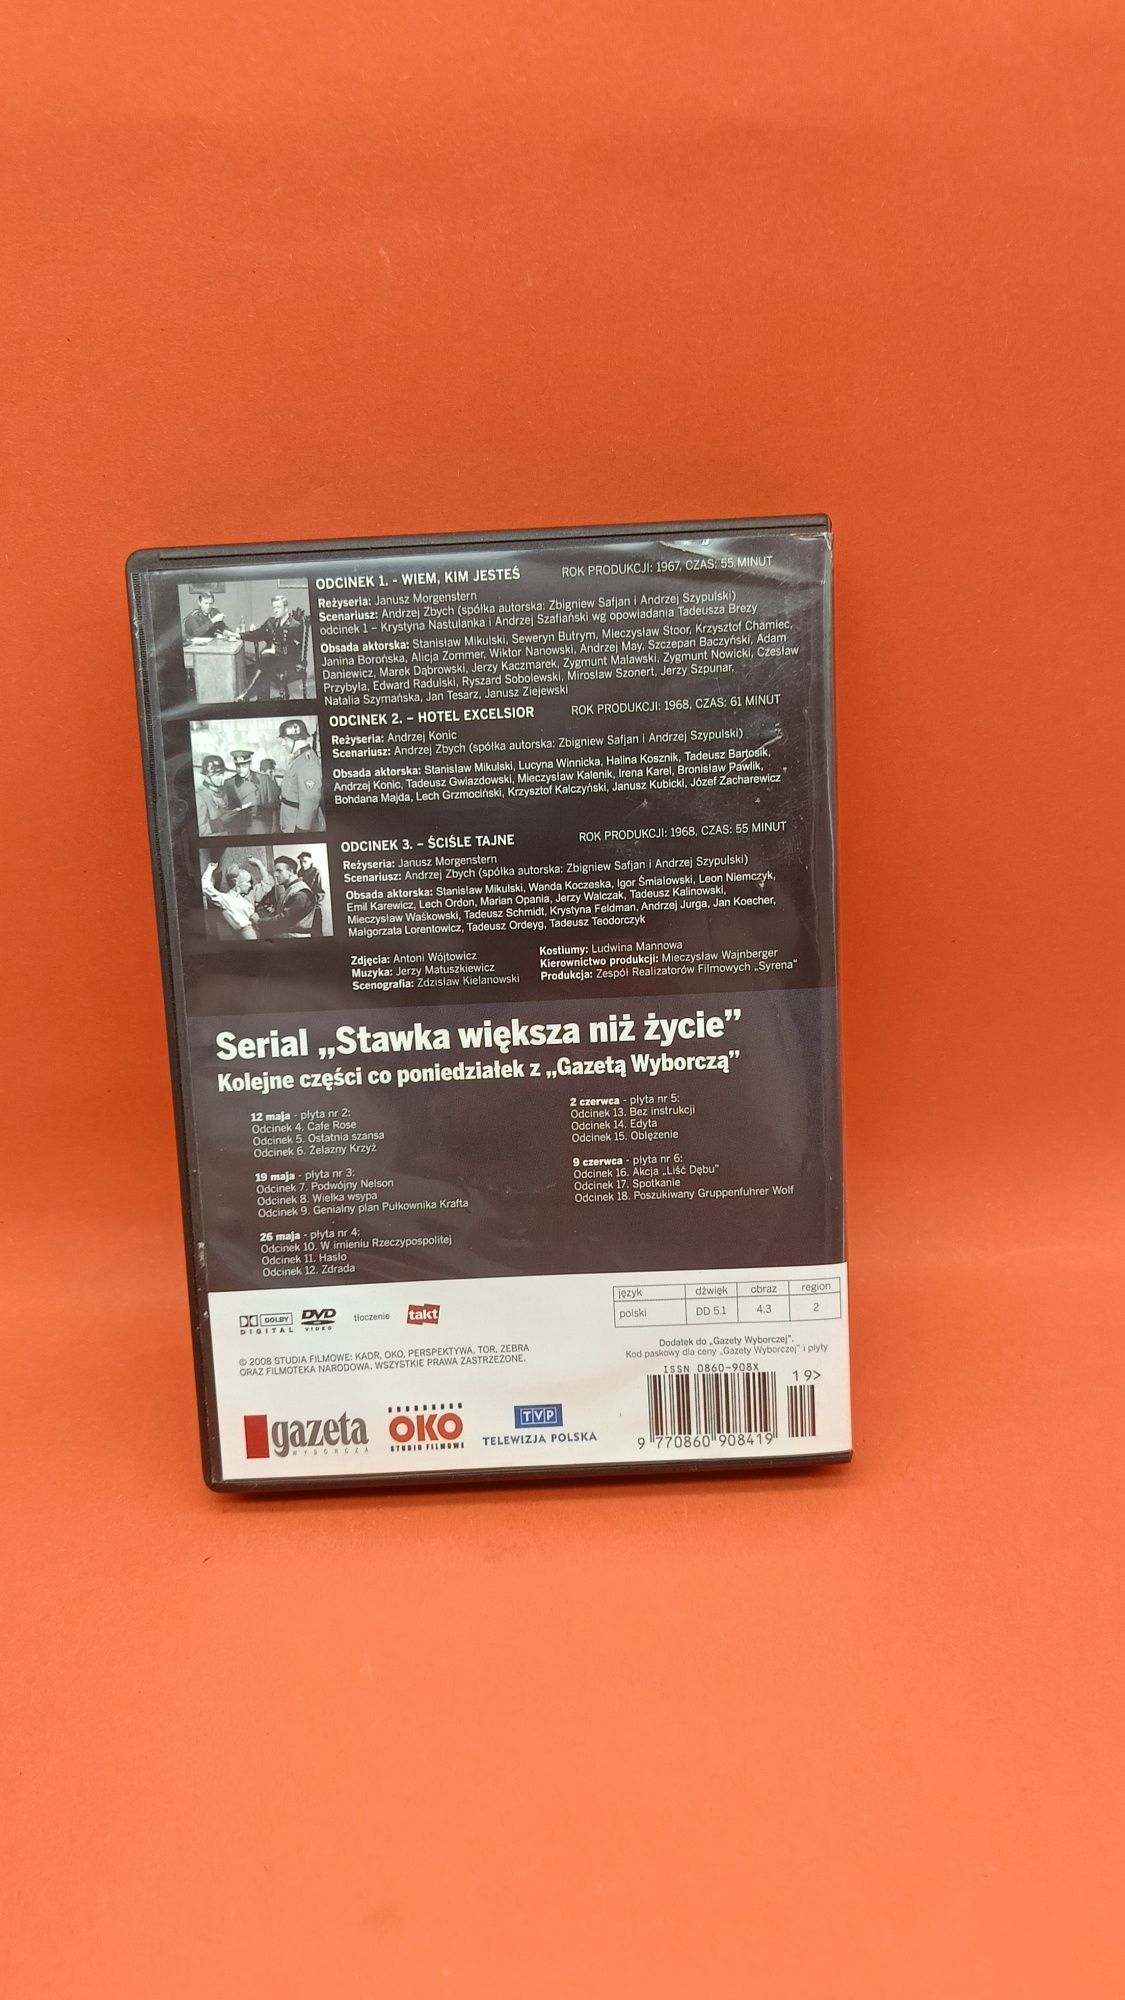 ODCINEK 1. - WIEM, KIM JESTEŚ ROK PRODUKCJI: 1967, CZAS: 55 MINUT
Reżyseria: Janusz Morgenstern
Scenariusz: Andrzej Zbych (spółka autorska: Zbigniew Safjan i Andrzej Szypulski)
odcinek 1 – Krystyna Nastulanka i Andrzej Szafiański wg opowiadania Tadeusza Brezy
Obsada aktorska: Stanisław Mikulski, Seweryn Butrym, Mieczysław Stoor, Krzysztof Chamiec,
Janina Borońska, Alicja Zommer, Wiktor Nanowski, Andrzej May, Szczepan Baczyński, Adam
Daniewicz, Marek Dąbrowski, Jerzy Kaczmarek, Zygmunt Malawski, Zygmunt Nowicki, Czesław
Przybyła, Edward Radulski, Ryszard Sobolewski, Mirosław Szonert, Jerzy Szpunar,
Natalia Szymańska, Jan Tesarz, Janusz Ziejewski
ODCINEK 2. – HOTEL EXCELSIOR ROK PRODUKCJI: 1968, CZAS: 61 MINUT
Reżyseria: Andrzej Konic
Scenariusz: Andrzej Zbych (spółka autorska: Zbigniew Safjan i Andrzej Szypulski)
Obsada aktorska: Stanisław Mikulski, Lucyna Winnicka, Halina Kosznik, Tadeusz Bartosik,
Andrzej Konic, Tadeusz Gwiazdowski, Mieczysław Kalenik, Irena Karel, Bronisław Pawlik,
Bohdana Majda, Lech Grzmociński, Krzysztof Kalczyński, Janusz Kubicki, Józef Zacharewicz
ODCINEK 3. – ŚCIŚLE TAJNE ROK PRODUKCJI: 1968, CZAS: 55 MINUT
Reżyseria: Janusz Morgenstern
Scenariusz: Andrzej Zbych (spółka autorska: Zbigniew Safjan i Andrzej Szypulski)
Obsada aktorska: Stanisław Mikulski, Wanda Koczeska, Igor Śmiałowski, Leon Niemczyk,
Emil Karewicz, Lech Ordon, Marian Opania, Jerzy Walczak, Tadeusz Kalinowski,
Mieczysław Waśkowski, Tadeusz Schmidt, Krystyna Feldman, Andrzej Jurga, Jan Koecher,
Małgorzata Lorentowicz, Tadeusz Ordeyg, Tadeusz Teodorczyk
Zdjęcia: Antoni Wójtowicz
Muzyka: Jerzy Matuszkiewicz
Scenografia: Zdzisław Kielanowski
Kostiumy: Ludwina Mannowa
Kierownictwo produkcji: Mieczysław Wajnberger
Produkcja: Zespół Realizatorów Filmowych „Syrena”
Serial „Stawka większa niż życie”
Kolejne części co poniedziałek z „Gazetą Wyborczą”
12 maja - płyta nr 2:
Odcinek 4. Cafe Rose
Odcinek 5. Ostatnia szansa
Odcinek 6. Żelazny Krzyż
19 maja - płyta nr 3:
Odcinek 7. Podwójny Nelson
Odcinek 8. Wielka wsypa
Odcinek 9. Genialny plan Pułkownika Krafta
26 maja - płyta nr 4:
Odcinek 10. W imieniu Rzeczypospolitej
Odcinek 11. Hasło
Odcinek 12. Zdrada
2 czerwca - płyta nr 5:
Odcinek 13. Bez instrukcji
Odcinek 14. Edyta
Odcinek 15. Oblężenie
9 czerwca - płyta nr 6:
Odcinek 16. Akcja „Liść Dębu”
Odcinek 17. Spotkanie
Odcinek 18. Poszukiwany Gruppenfuhrer Wolf
DOLBY DIGITAL DVD VIDEO tłoczenie takt
język dźwięk obraz region
polski DD 5.1 4:3 2
© 2008 STUDIA FILMOWE: KADR, OKO, PERSPEKTYWA, TOR, ZEBRA
ORAZ FILMOTEKA NARODOWA. WSZYSTKIE PRAWA ZASTRZEŻONE.
Dodatek do „Gazety Wyborczej”.
Kod paskowy dla ceny „Gazety Wyborczej” i płyty
ISSN 0860-908X
19>
9 770860 908419
gazeta
WYBORCZA
OKO
STUDIO FILMOWE
TVP
TELEWIZJA POLSKA